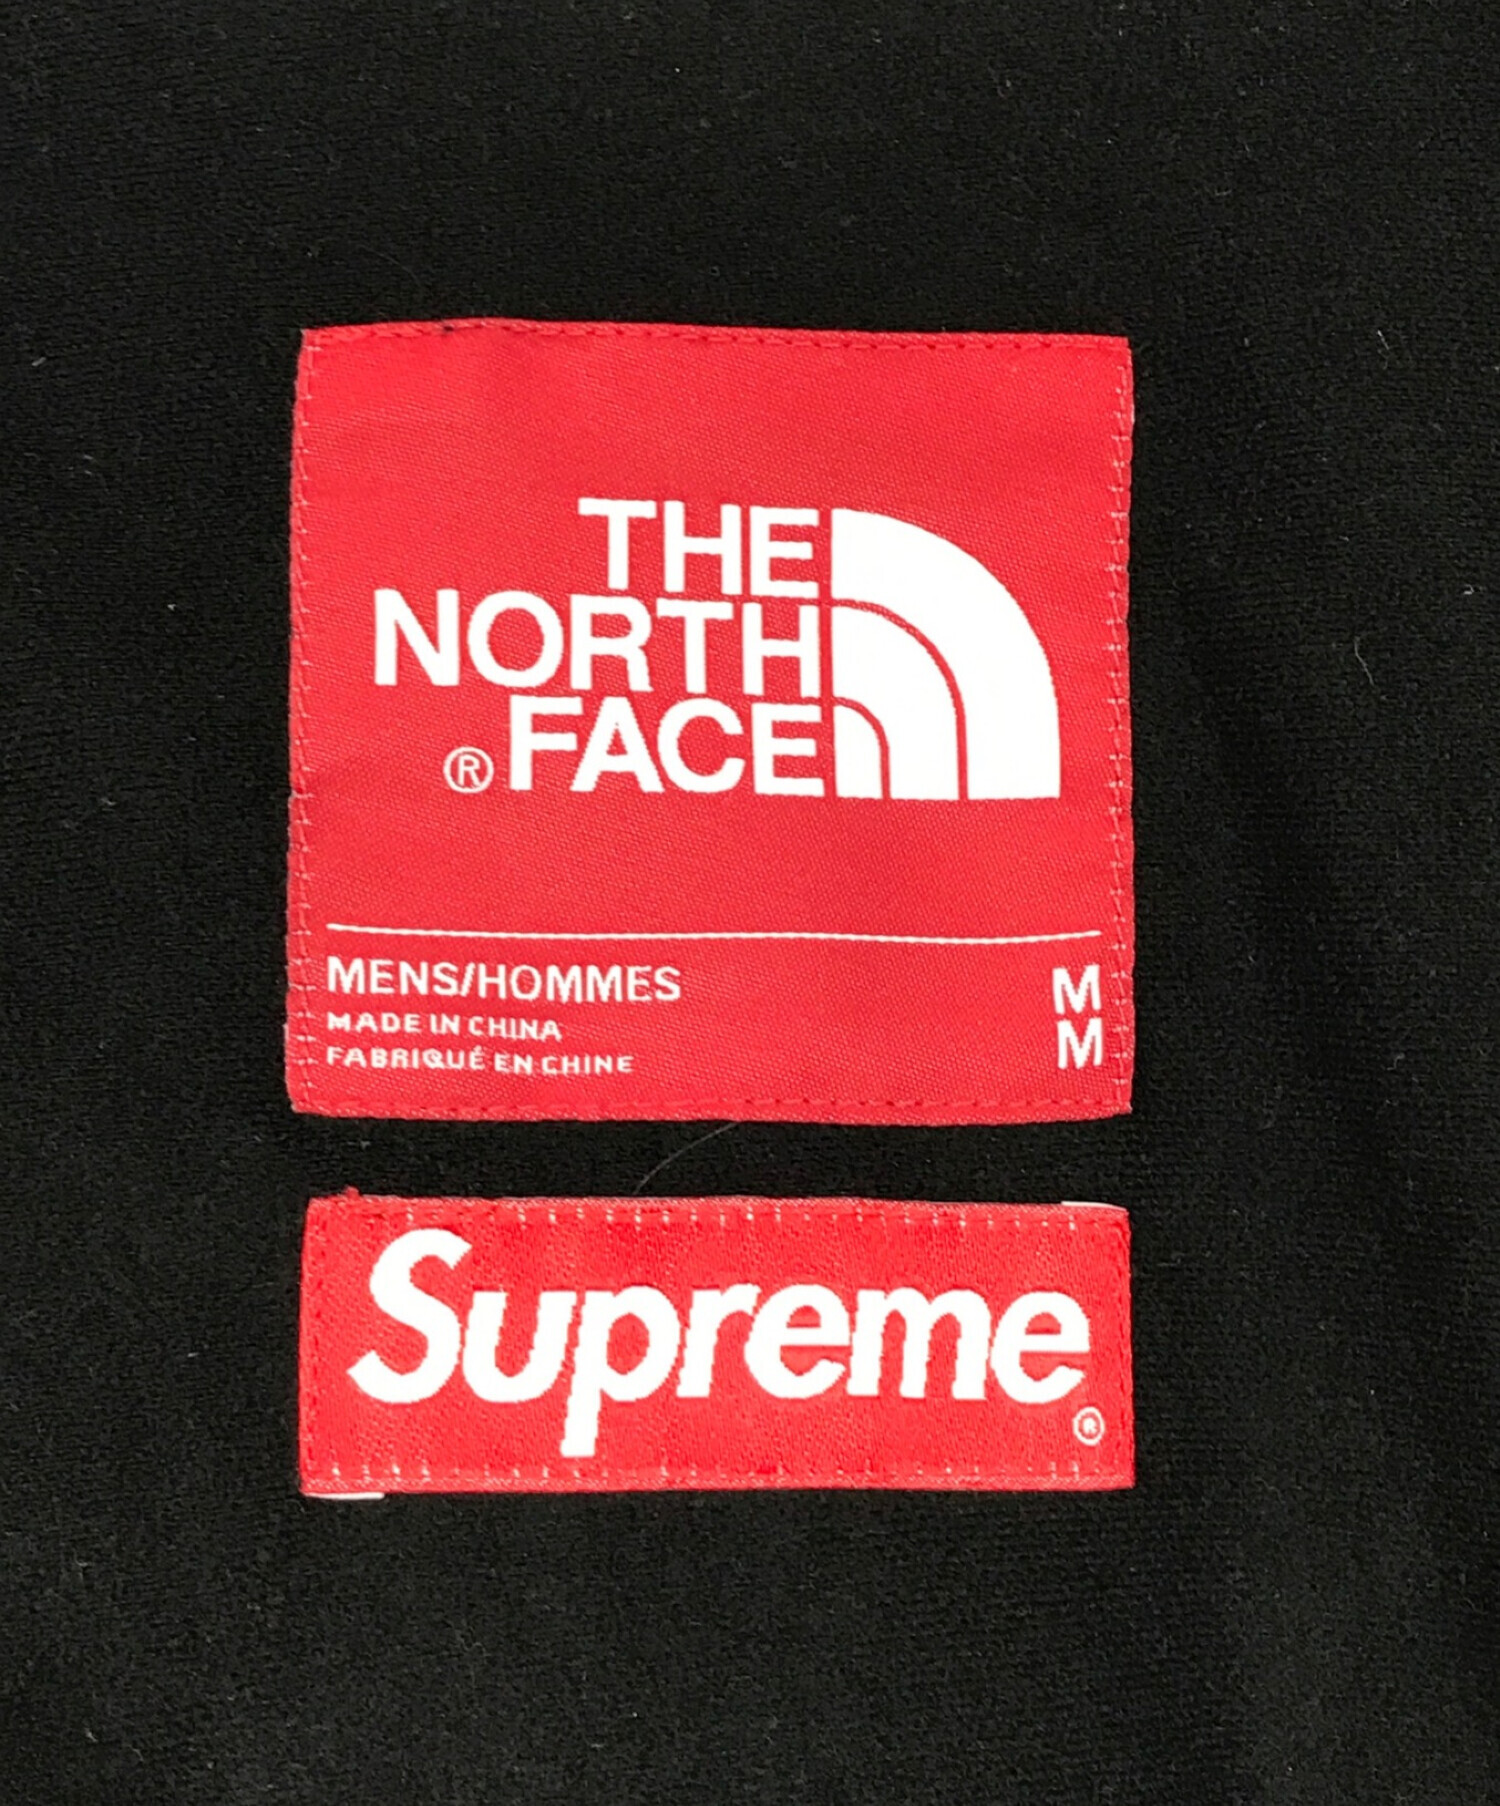 THE
NORTH
® FACE
MENS/HOMMES M
MADE IN CHINA M
FABRIQUÉ EN CHINE
Supreme ®